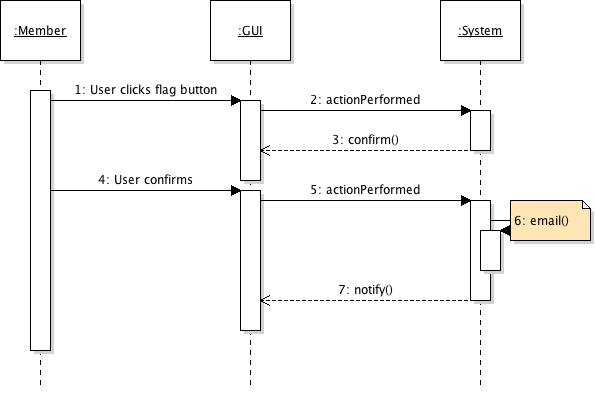 :Member
:GUI
:System
1: User clicks flag button
2: actionPerformed
3: confirm()
4: User confirms
5: actionPerformed
6: email()
7: notify()